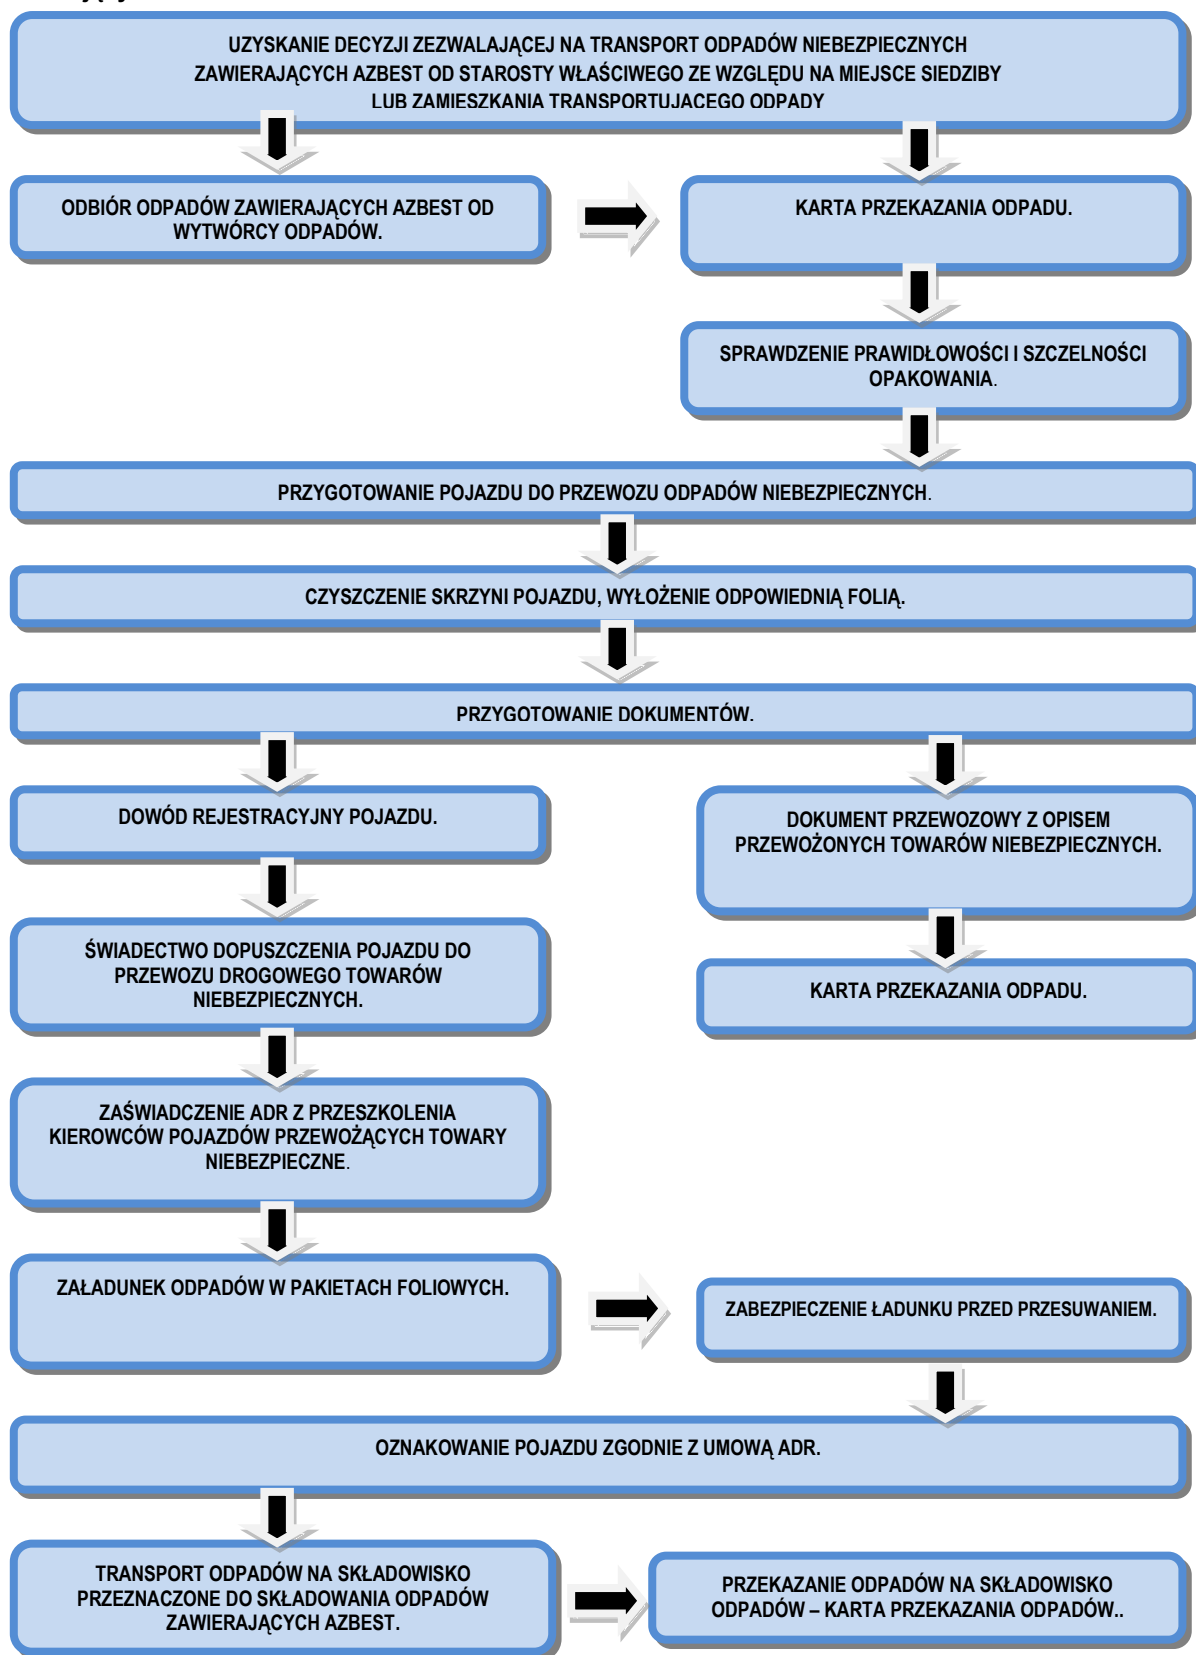 UZYSKANIE DECYZJI ZEZWALAJĄCEJ NA TRANSPORT ODPADÓW NIEBEZPIECZNYCH
ZAWIERAJĄCYCH AZBEST OD STAROSTY WŁAŚCIWEGO ZE WZGLĘDU NA MIEJSCE SIEDZIBY
LUB ZAMIESZKANIA TRANSPORTUJACEGO ODPADY
ODBIÓR ODPADÓW ZAWIERAJĄCYCH AZBEST OD
WYTWÓRCY ODPADÓW.
KARTA PRZEKAZANIA ODPADU.
SPRAWDZENIE PRAWIDŁOWOŚCI I SZCZELNOŚCI
OPAKOWANIA.
PRZYGOTOWANIE POJAZDU DO PRZEWOZU ODPADÓW NIEBEZPIECZNYCH.
CZYSZCZENIE SKRZYNI POJAZDU, WYŁOŻENIE ODPOWIEDNIĄ FOLIĄ.
PRZYGOTOWANIE DOKUMENTÓW.
DOWÓD REJESTRACYJNY POJAZDU.
DOKUMENT PRZEWOZOWY Z OPISEM
PRZEWOŻONYCH TOWARÓW NIEBEZPIECZNYCH.
ŚWIADECTWO DOPUSZCZENIA POJAZDU DO
PRZEWOZU DROGOWEGO TOWARÓW
NIEBEZPIECZNYCH.
KARTA PRZEKAZANIA ODPADU.
ZAŚWIADCZENIE ADR Z PRZESZKOLENIA
KIEROWCÓW POJAZDÓW PRZEWOŻĄCYCH TOWARY
NIEBEZPIECZNE.
ZAŁADUNEK ODPADÓW W PAKIETACH FOLIOWYCH.
ZABEZPIECZENIE ŁADUNKU PRZED PRZESUWANIEM.
OZNAKOWANIE POJAZDU ZGODNIE Z UMOWĄ ADR.
TRANSPORT ODPADÓW NA SKŁADOWISKO
PRZEZNACZONE DO SKŁADOWANIA ODPADÓW
ZAWIERAJĄCYCH AZBEST.
PRZEKAZANIE ODPADÓW NA SKŁADOWISKO
ODPADÓW – KARTA PRZEKAZANIA ODPADÓW..